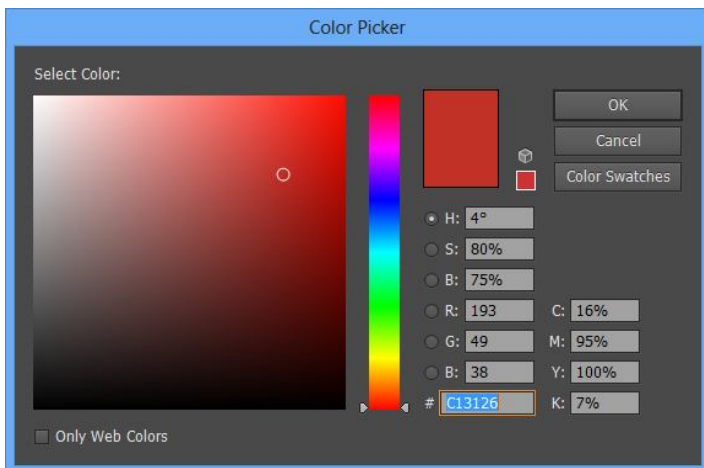 Color Picker
Select Color:
OK
Cancel
Color Swatches
H: 4°
S: 80%
B: 75%
R: 193 C: 16%
G: 49 M: 95%
B: 38 Y: 100%
# C13126 K: 7%
Only Web Colors